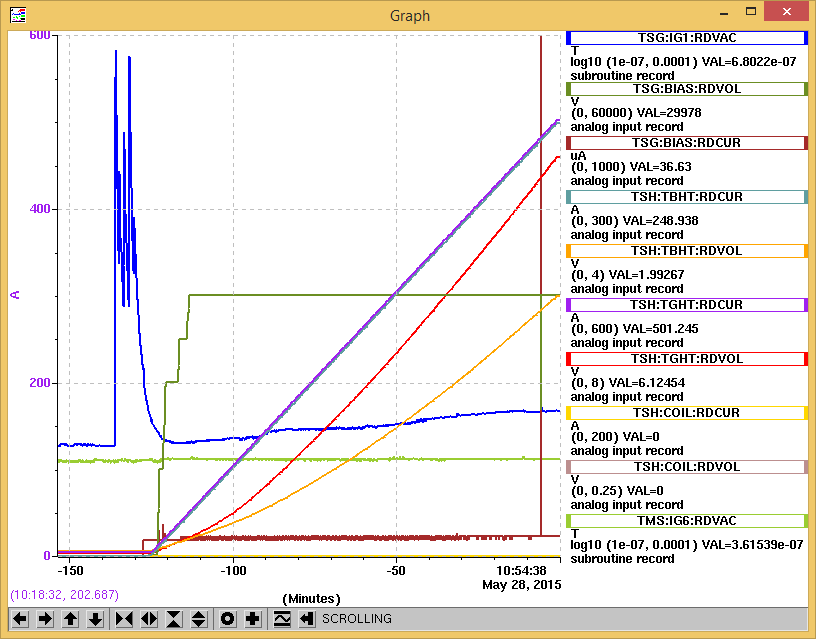 Graph
600
400
A
200
0
-150
-100
-50
10:54:38
May 28, 2015
(10:18:32, 202.687)
(Minutes)
SCROLLING
TSG:IG1:RDVAC
T
log10 (1e-07, 0.0001) VAL=6.8022e-07
subroutine record
TSG:BIAS:RDVOL
V
(0, 60000) VAL=29978
analog input record
TSG:BIAS:RDCUR
uA
(0, 1000) VAL=36.63
analog input record
TSH:TBHT:RDCUR
A
(0, 300) VAL=248.938
analog input record
TSH:TBHT:RDVOL
V
(0, 4) VAL=1.99267
analog input record
TSH:TGHT:RDCUR
A
(0, 600) VAL=501.245
analog input record
TSH:TGHT:RDVOL
V
(0, 8) VAL=6.12454
analog input record
TSH:COIL:RDCUR
A
(0, 200) VAL=0
analog input record
TSH:COIL:RDVOL
V
(0, 0.25) VAL=0
analog input record
TMS:IG6:RDVAC
T
log10 (1e-07, 0.0001) VAL=3.61539e-07
subroutine record